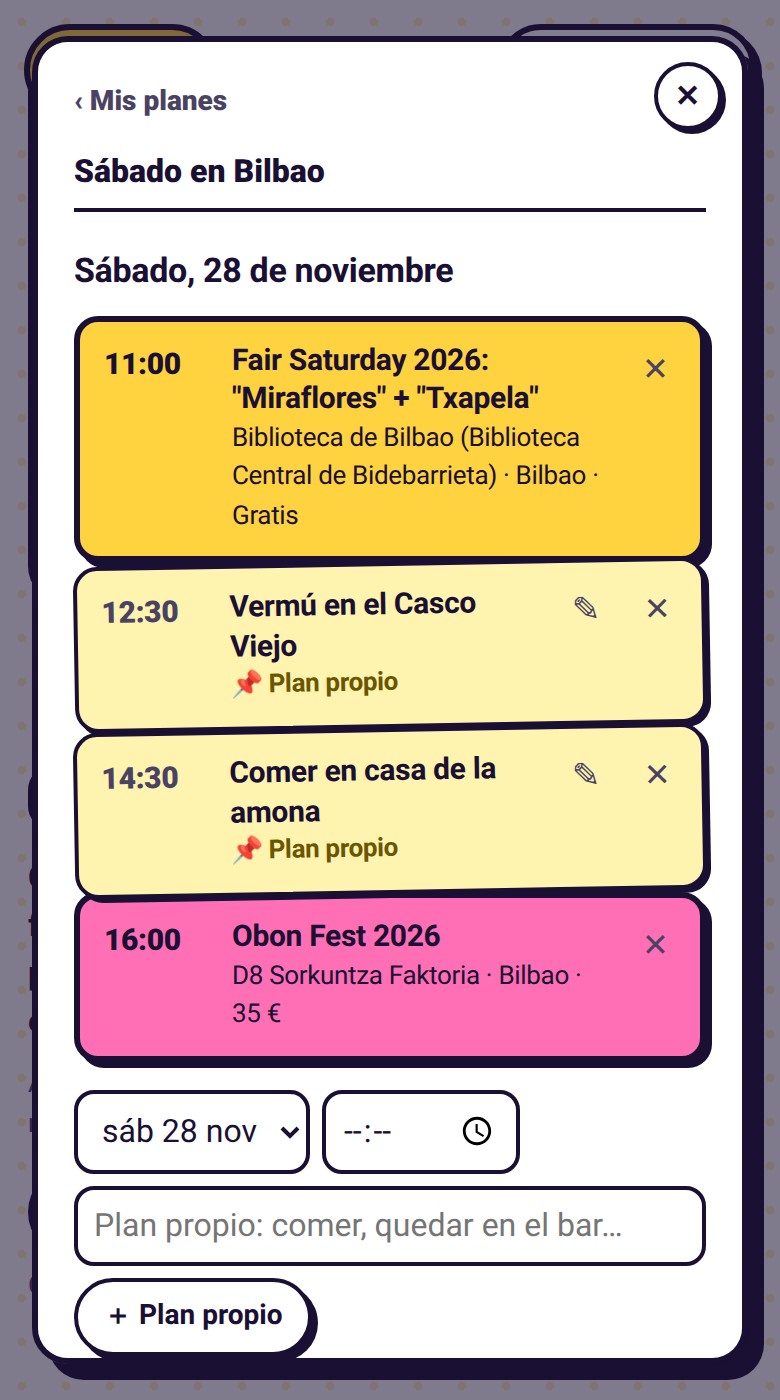 ‹ Mis planes
✕
Sábado en Bilbao
Sábado, 28 de noviembre
11:00
Fair Saturday 2026:
"Miraflores" + "Txapela"
Biblioteca de Bilbao (Biblioteca
Central de Bidebarrieta) · Bilbao ·
Gratis
✕
12:30
Vermú en el Casco
Viejo
📌 Plan propio
✎ ✕
14:30
Comer en casa de la
amona
📌 Plan propio
✎ ✕
16:00
Obon Fest 2026
D8 Sorkuntza Faktoria · Bilbao ·
35 €
✕
sáb 28 nov
--:--
Plan propio: comer, quedar en el bar…
+ Plan propio